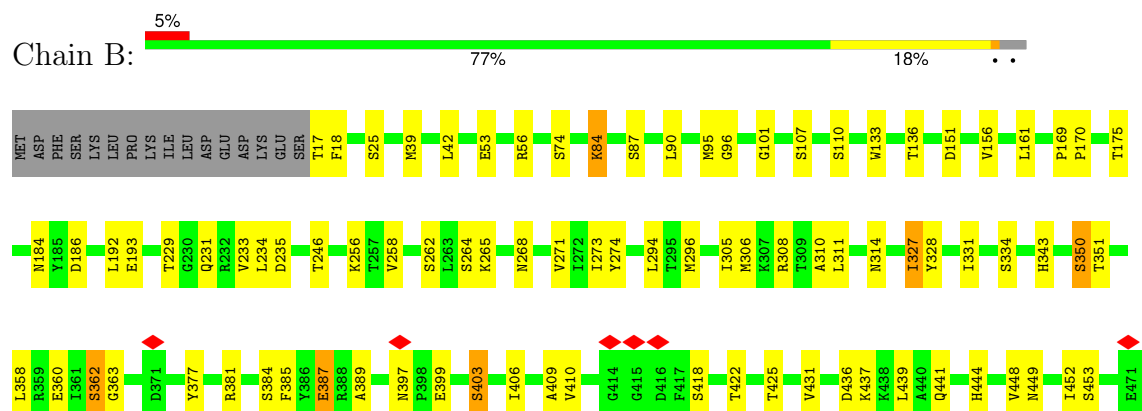 5%
Chain B:
77% 18% • •
MET ASP PHE SER LYS LEU PRO LYS ILE LEU ASP GLU ASP LYS GLU SER T17 F18 S25 M39 L42 E53 R56 S74 K84 S87 L90 M95 G96 G101 S107 S110 W133 T136 D151 V156 L161 P169 P170 T175
N184 Y185 D186 L192 E193 T229 G230 Q231 R232 V233 L234 D235 T246 K256 T257 V258 S262 L263 S264 K265 N268 V271 I272 I273 Y274 L294 T295 M296 I305 M306 K307 R308 T309 A310 L311 N314 I327 Y328 I331 S334 H343 S350 T351
L358 R359 E360 I361 S362 G363 D371 Y377 R381 S384 F385 Y386 E387 R388 A389 N397 P398 E399 S403 I406 A409 V410 G414 G415 D416 F417 S418 T422 T425 V431 D436 K437 K438 L439 A440 Q441 H444 V448 N449 I452 S453 E471